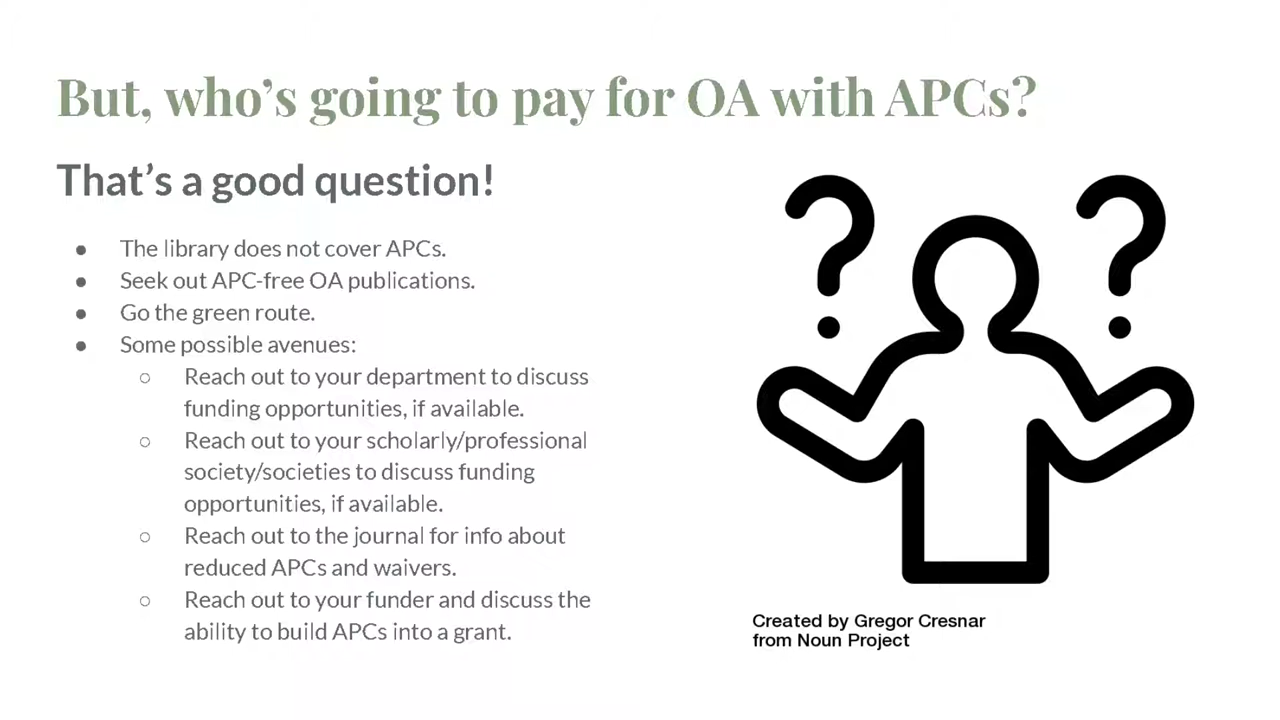 But, who's going to pay for OA with APCs?
That's a good question!
● The library does not cover APCs.
● Seek out APC-free OA publications.
● Go the green route.
● Some possible avenues:
○ Reach out to your department to discuss
funding opportunities, if available.
○ Reach out to your scholarly/professional
society/societies to discuss funding
opportunities, if available.
○ Reach out to the journal for info about
reduced APCs and waivers.
○ Reach out to your funder and discuss the
ability to build APCs into a grant.
? ?
Created by Gregor Cresnar
from Noun Project